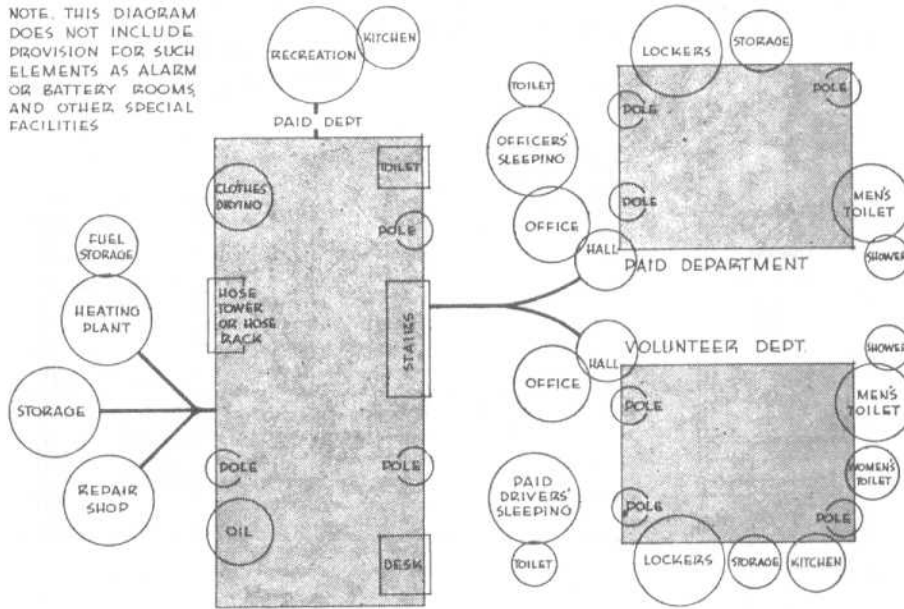 NOTE, THIS DIAGRAM
DOES NOT INCLUDE
PROVISION FOR SUCH
ELEMENTS AS ALARM
OR BATTERY ROOMS,
AND OTHER SPECIAL
FACILITIES
RECREATION
KITCHEN
PAID DEPT
CLOTHES
DRYING
TOILET
POLE
FUEL
STORAGE
HEATING
PLANT
HOSE
TOWER
OR HOSE
RACK
STAIRS
STORAGE
REPAIR
SHOP
POLE
POLE
OIL
DESK
LOCKERS
STORAGE
TOILET
POLE
POLE
OFFICERS'
SLEEPING
POLE
MEN'S
TOILET
OFFICE
HALL
SHOWER
PAID DEPARTMENT
HALL
VOLUNTEER DEPT.
SHOWER
OFFICE
POLE
MEN'S
TOILET
WOMEN'S
TOILET
PAID
DRIVERS'
SLEEPING
POLE
POLE
TOILET
LOCKERS
STORAGE
KITCHEN